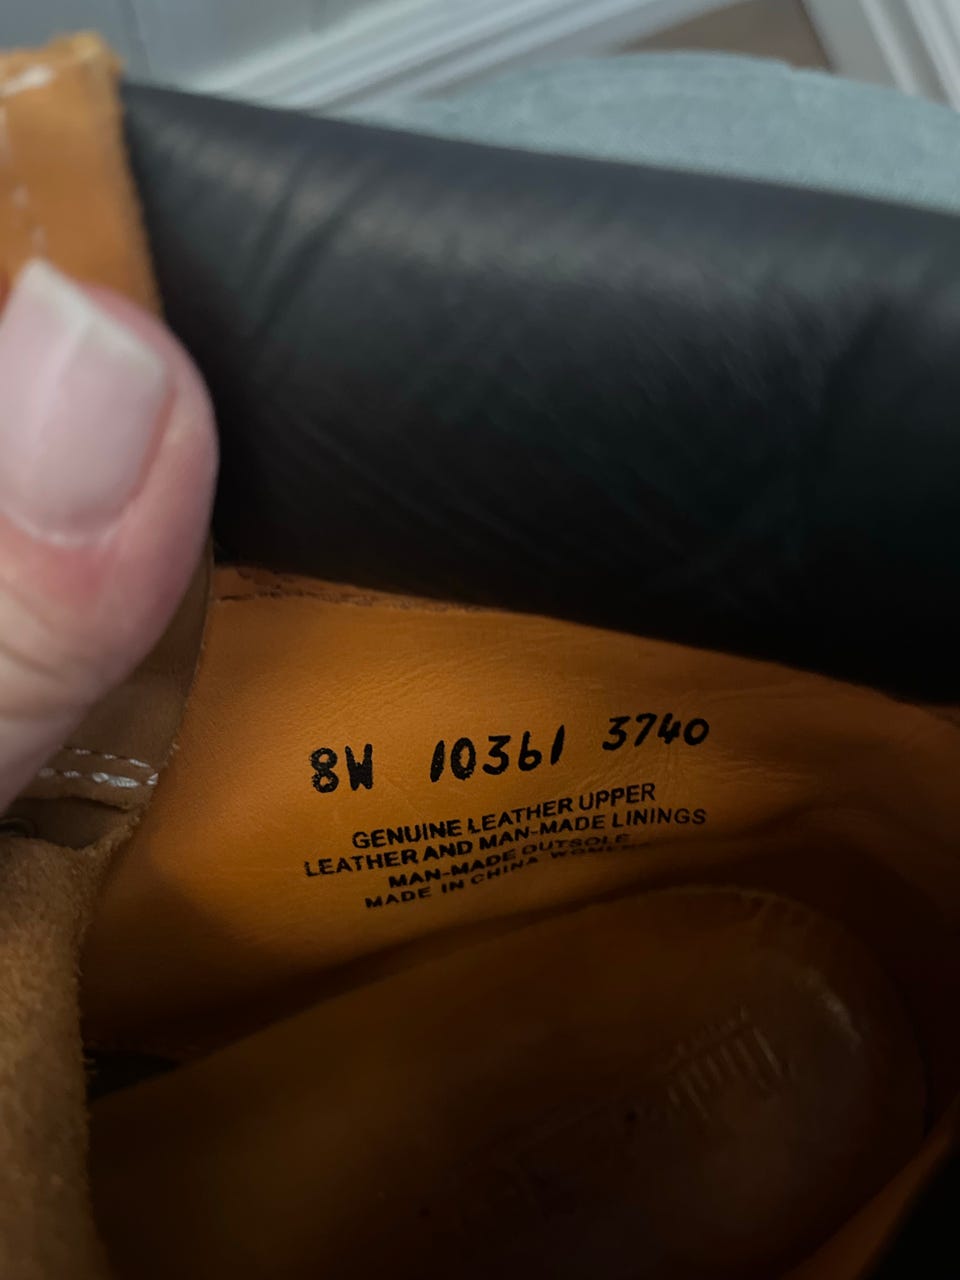 8W 10361 3740
GENUINE LEATHER UPPER
LEATHER AND MAN-MADE LININGS
MAN-MADE OUTSOLE
MADE IN CHINA